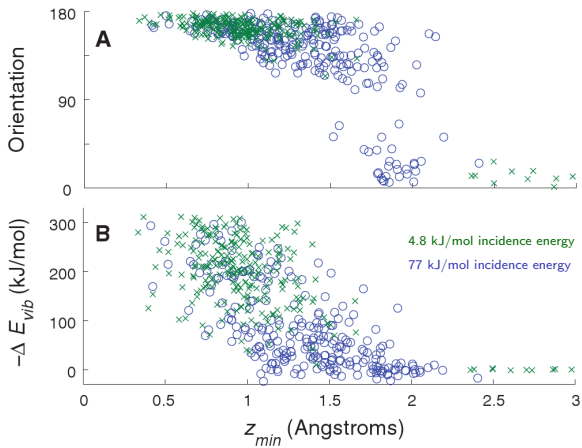 180
A
Orientation
90
0
300
B
4.8 kJ/mol incidence energy
77 kJ/mol incidence energy
200
−Δ E_vib (kJ/mol)
100
0
0 0.5 1 1.5 2 2.5 3
z_min (Angstroms)